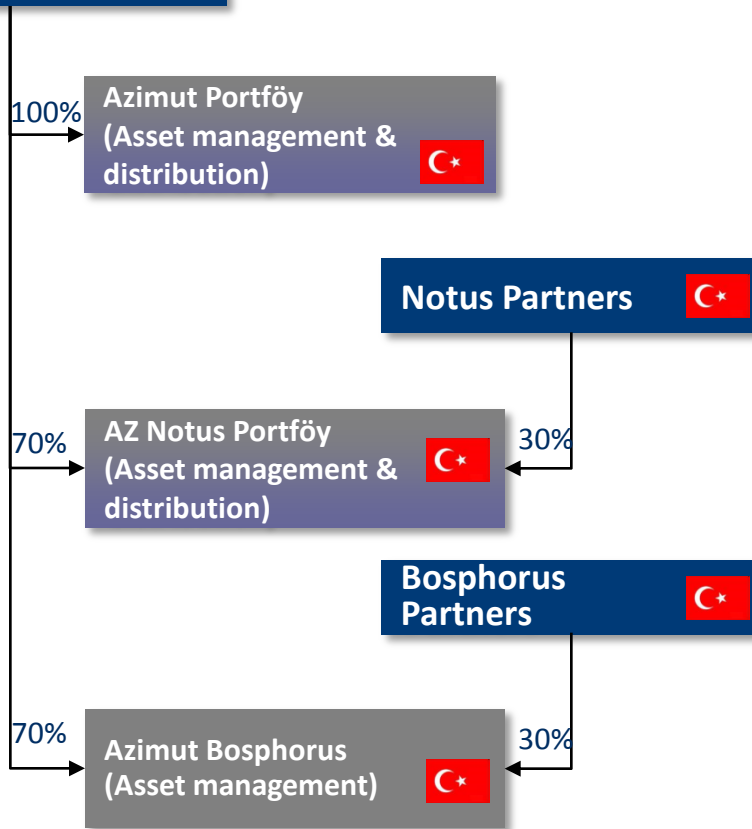 100%
Azimut Portföy
(Asset management &
distribution)
Notus Partners
70%
AZ Notus Portföy
(Asset management &
distribution)
30%
Bosphorus
Partners
70%
Azimut Bosphorus
(Asset management)
30%